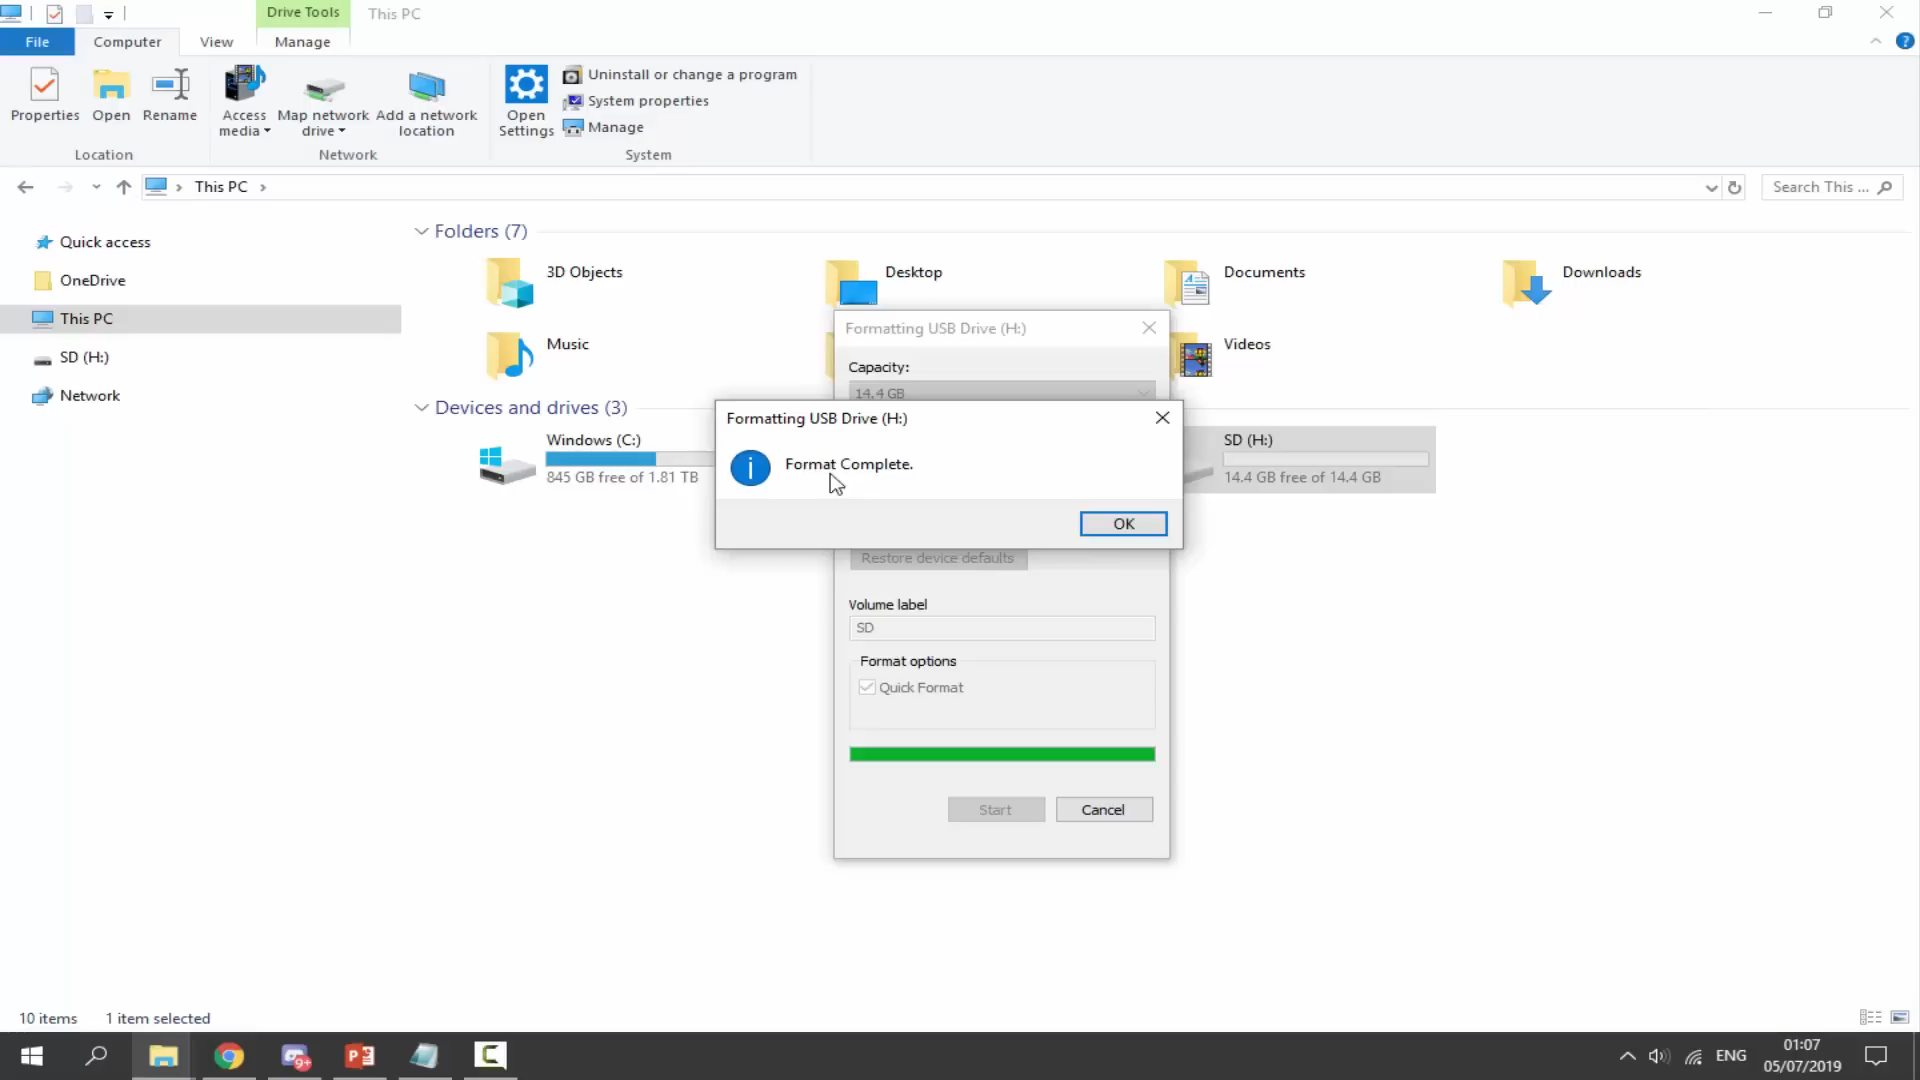 Drive Tools
This PC
File
Computer
View
Manage
Properties
Open
Rename
Access media
Map network drive
Add a network location
Open Settings
Uninstall or change a program
System properties
Manage
Location
Network
System
This PC
Search This ...
Quick access
OneDrive
This PC
SD (H:)
Network
Folders (7)
3D Objects
Desktop
Documents
Downloads
Music
Videos
Devices and drives (3)
Windows (C:)
845 GB free of 1.81 TB
SD (H:)
14.4 GB free of 14.4 GB
Formatting USB Drive (H:)
Capacity:
14.4 GB
Formatting USB Drive (H:)
Format Complete.
OK
Restore device defaults
Volume label
SD
Format options
Quick Format
Start
Cancel
10 items
1 item selected
9+
ENG
01:07
05/07/2019